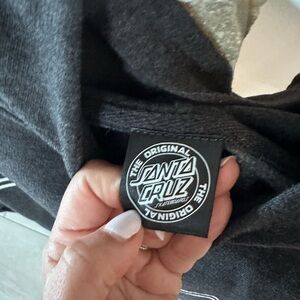 THE ORIGINAL
SANTA
CRUZ
SKATEBOARDS
THE ORIGINAL